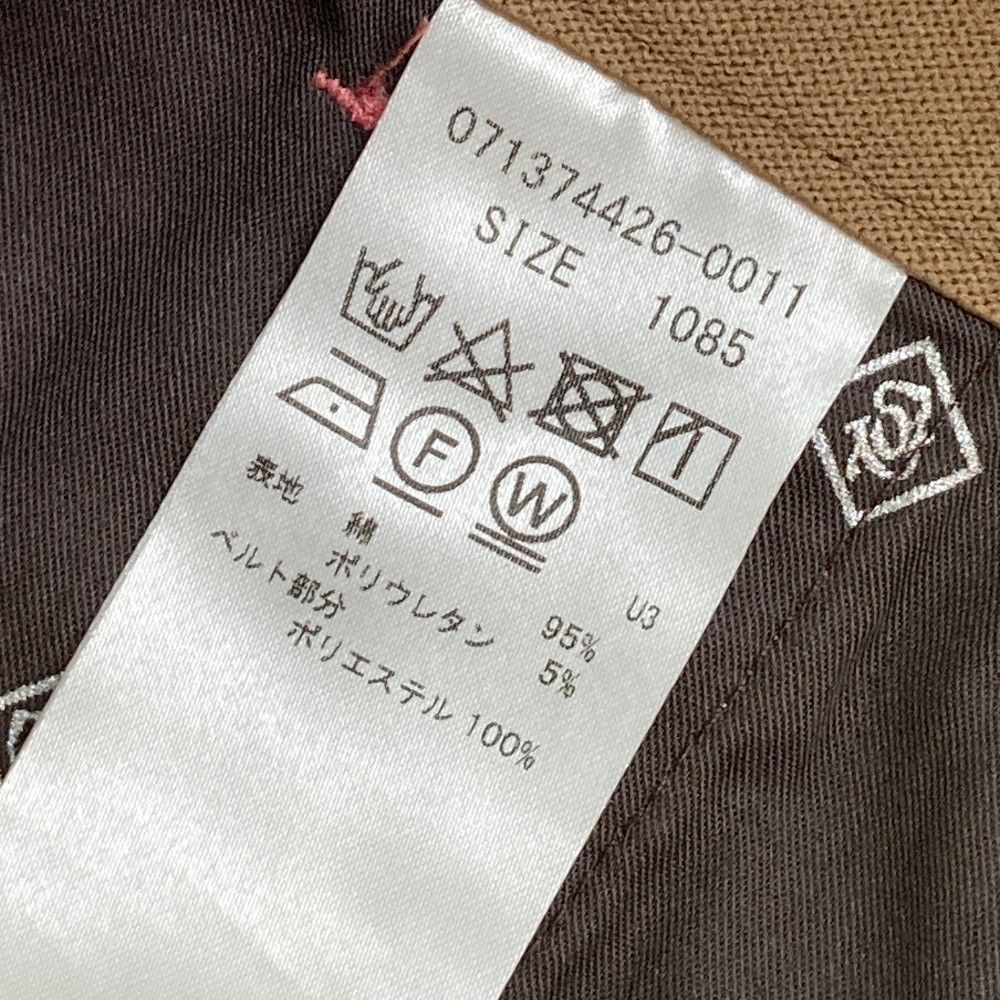 071374426-0011
SIZE 1085
F
W
U3
表地 綿 95%
ポリウレタン 5%
ベルト部分
ポリエステル 100%